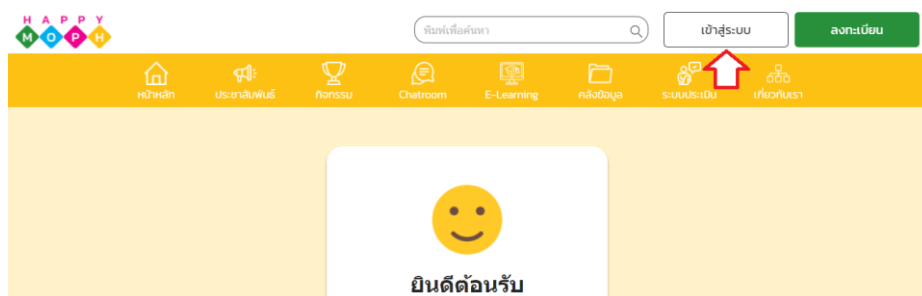 HAPPY
MOPH
พิมพ์เพื่อค้นหา
เข้าสู่ระบบ
ลงทะเบียน
หน้าหลัก
ประชาสัมพันธ์
กิจกรรม
Chatroom
E-Learning
คลังข้อมูล
ระบบประเมิน
เกี่ยวกับเรา
ยินดีต้อนรับ